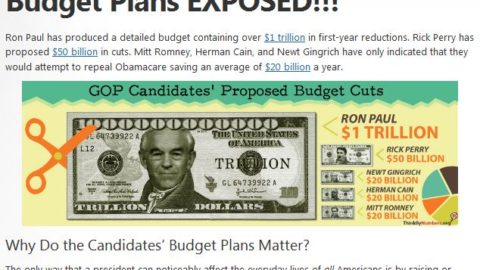 Budget Plans EXPOSED!!!
Ron Paul has produced a detailed budget containing over $1 trillion in first-year reductions. Rick Perry has
proposed $50 billion in cuts. Mitt Romney, Herman Cain, and Newt Gingrich have only indicated that they
would attempt to repeal Obamacare saving an average of $20 billion a year.
GOP Candidates' Proposed Budget Cuts
THE UNITED STATES
OF AMERICA
GL 64739922 A
L12
TRILLION
GL 64739922 A
TRILLION DOLLARS
RON PAUL
$1 TRILLION
RICK PERRY
$50 BILLION
NEWT GINGRICH
$20 BILLION
HERMAN CAIN
$20 BILLION
MITT ROMNEY
$20 BILLION
ThinkByNumbers.org
Why Do the Candidates' Budget Plans Matter?
The only way that a president can noticeably affect the everyday lives of all Americans is by raising or